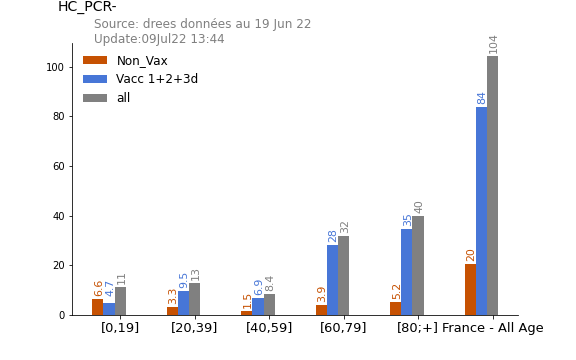 HC_PCR-
Source: drees données au 19 Jun 22
Update:09Jul22 13:44
Non_Vax
Vacc 1+2+3d
all
100
80
60
40
20
0
6.6 4.7 11
3.3 9.5 13
1.5 6.9 8.4
3.9 28 32
5.2 35 40
20 84 104
[0,19] [20,39] [40,59] [60,79] [80;+] France - All Age